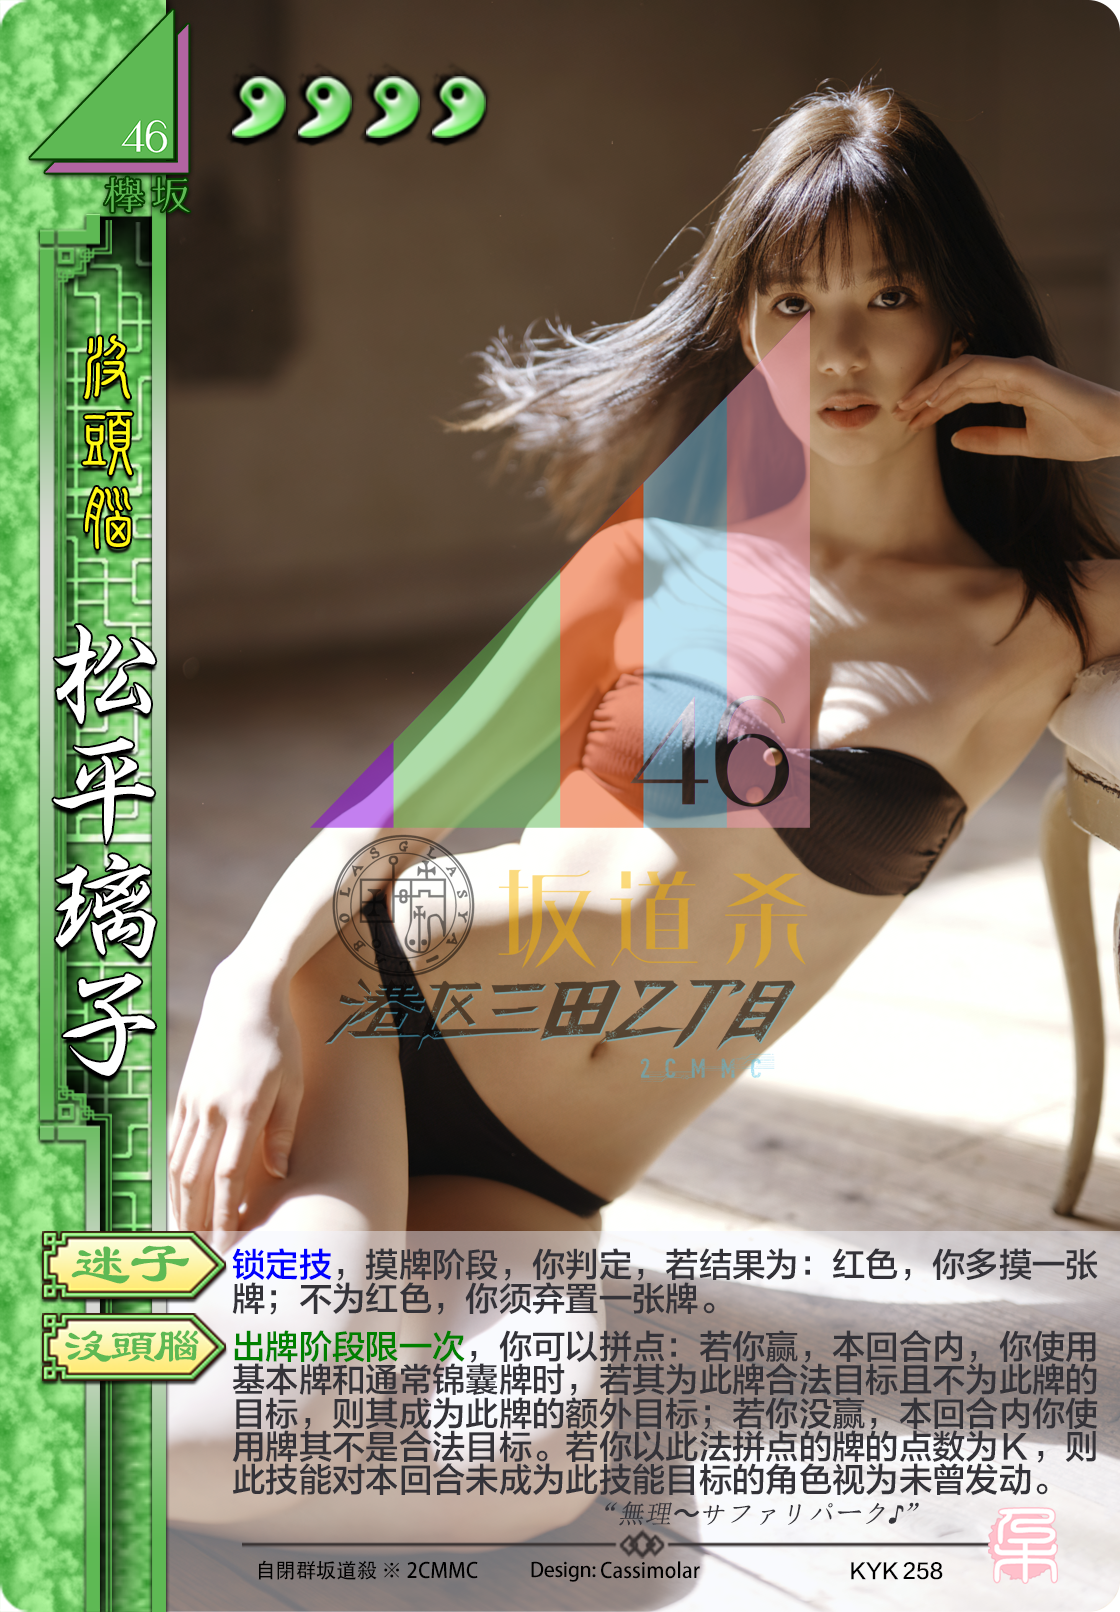 46
欅坂
沒頭腦
松平璃子
46
BOLAS GLASYA
坂道杀
港区三田2丁目
2CMMC
迷子
锁定技，摸牌阶段，你判定，若结果为：红色，你多摸一张
牌；不为红色，你须弃置一张牌。
沒頭腦
出牌阶段限一次，你可以拼点：若你赢，本回合内，你使用
基本牌和通常锦囊牌时，若其为此牌合法目标且不为此牌的
目标，则其成为此牌的额外目标；若你没赢，本回合内你使
用牌其不是合法目标。若你以此法拼点的牌的点数为K，则
此技能对本回合未成为此技能目标的角色视为未曾发动。
“無理～サファリパーク♪”
自閉群坂道殺 ※ 2CMMC
Design: Cassimolar
KYK 258